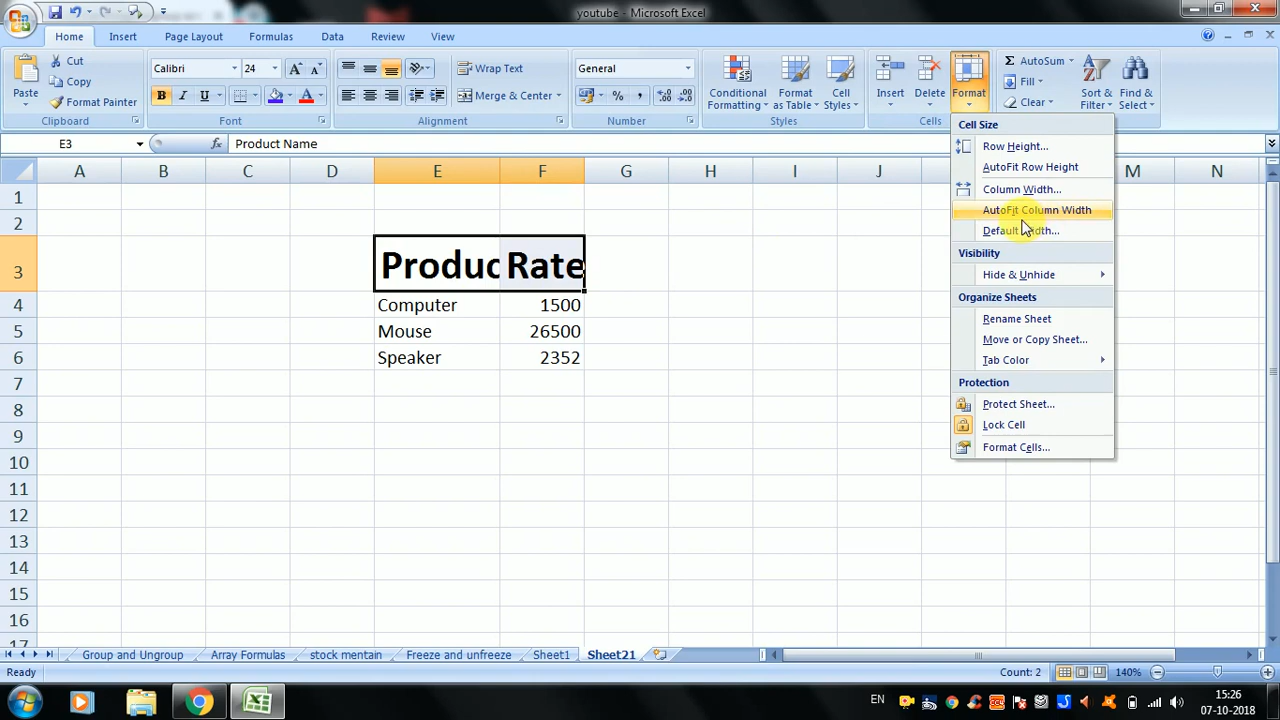 youtube - Microsoft Excel
Home Insert Page Layout Formulas Data Review View
Paste Cut Copy Format Painter Clipboard
Calibri 24 B I U A Font
Wrap Text Merge & Center Alignment
General % , Number
Conditional Formatting Format as Table Cell Styles Styles
Insert Delete Format Cells
Σ AutoSum Fill Clear Sort & Filter Find & Select
E3 fx Product Name
A B C D E F G H I J M N
1
2
3 Produc Rate
4 Computer 1500
5 Mouse 26500
6 Speaker 2352
7
8
9
10
11
12
13
14
15
16
17
Cell Size
Row Height...
AutoFit Row Height
Column Width...
AutoFit Column Width
Hide & Unhide
Visibility
Organize Sheets
Rename Sheet
Move or Copy Sheet...
Tab Color
Protection
Protect Sheet...
Lock Cell
Format Cells...
Group and Ungroup Array Formulas stock mentain Freeze and unfreeze Sheet1 Sheet21
Ready Count: 2 140%
EN 15:26
07-10-2018